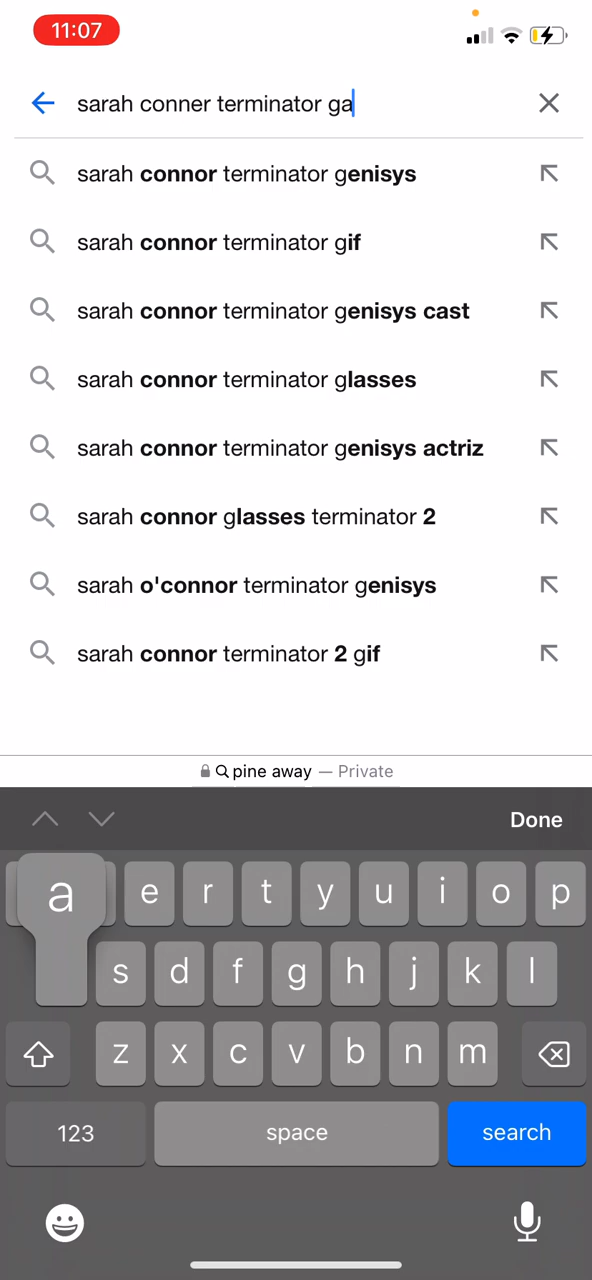 11:07
sarah conner terminator ga
sarah connor terminator genisys
sarah connor terminator gif
sarah connor terminator genisys cast
sarah connor terminator glasses
sarah connor terminator genisys actriz
sarah connor glasses terminator 2
sarah o'connor terminator genisys
sarah connor terminator 2 gif
pine away — Private
Done
a e r t y u i o p
s d f g h j k l
z x c v b n m
123 space search